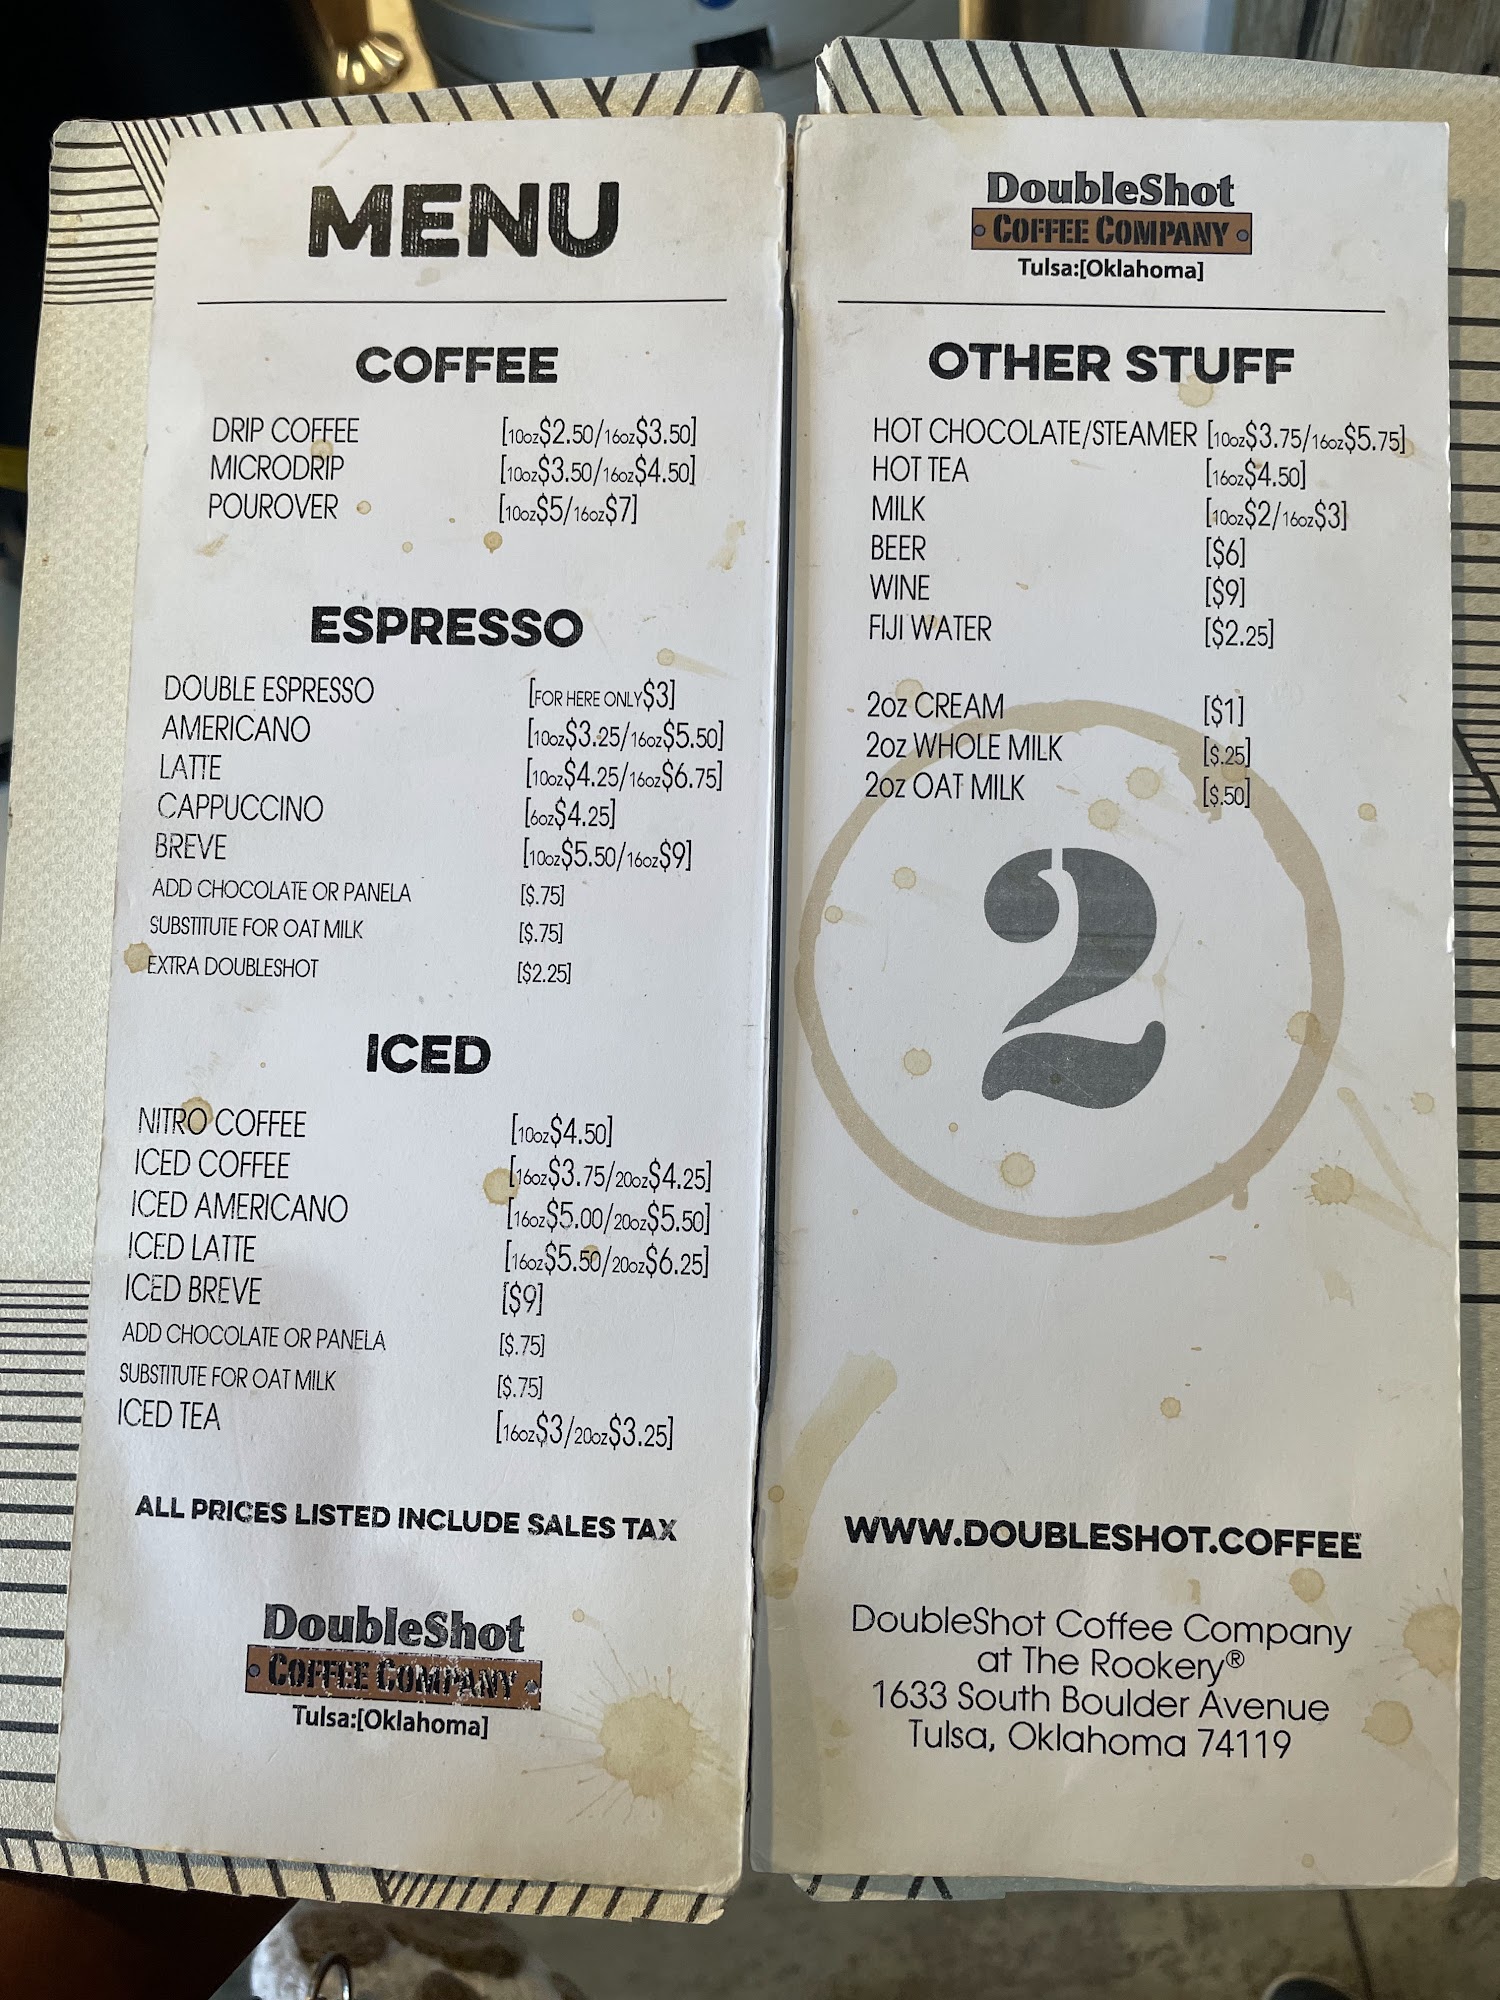 MENU
COFFEE
DRIP COFFEE [10oz$2.50/16oz$3.50]
MICRODRIP [10oz$3.50/16oz$4.50]
POUROVER [10oz$5/16oz$7]
ESPRESSO
DOUBLE ESPRESSO [FOR HERE ONLY$3]
AMERICANO [10oz$3.25/16oz$5.50]
LATTE [10oz$4.25/16oz$6.75]
CAPPUCCINO [6oz$4.25]
BREVE [10oz$5.50/16oz$9]
ADD CHOCOLATE OR PANELA [$.75]
SUBSTITUTE FOR OAT MILK [$.75]
EXTRA DOUBLESHOT [$2.25]
ICED
NITRO COFFEE [10oz$4.50]
ICED COFFEE [16oz$3.75/20oz$4.25]
ICED AMERICANO [16oz$5.00/20oz$5.50]
ICED LATTE [16oz$5.50/20oz$6.25]
ICED BREVE [$9]
ADD CHOCOLATE OR PANELA [$.75]
SUBSTITUTE FOR OAT MILK [$.75]
ICED TEA [16oz$3/20oz$3.25]
ALL PRICES LISTED INCLUDE SALES TAX
DoubleShot
COFFEE COMPANY
Tulsa:[Oklahoma]
DoubleShot
COFFEE COMPANY
Tulsa:[Oklahoma]
OTHER STUFF
HOT CHOCOLATE/STEAMER [10oz$3.75/16oz$5.75]
HOT TEA [16oz$4.50]
MILK [10oz$2/16oz$3]
BEER [$6]
WINE [$9]
FIJI WATER [$2.25]
2oz CREAM [$1]
2oz WHOLE MILK [$.25]
2oz OAT MILK [$.50]
2
WWW.DOUBLESHOT.COFFEE
DoubleShot Coffee Company
at The Rookery®
1633 South Boulder Avenue
Tulsa, Oklahoma 74119